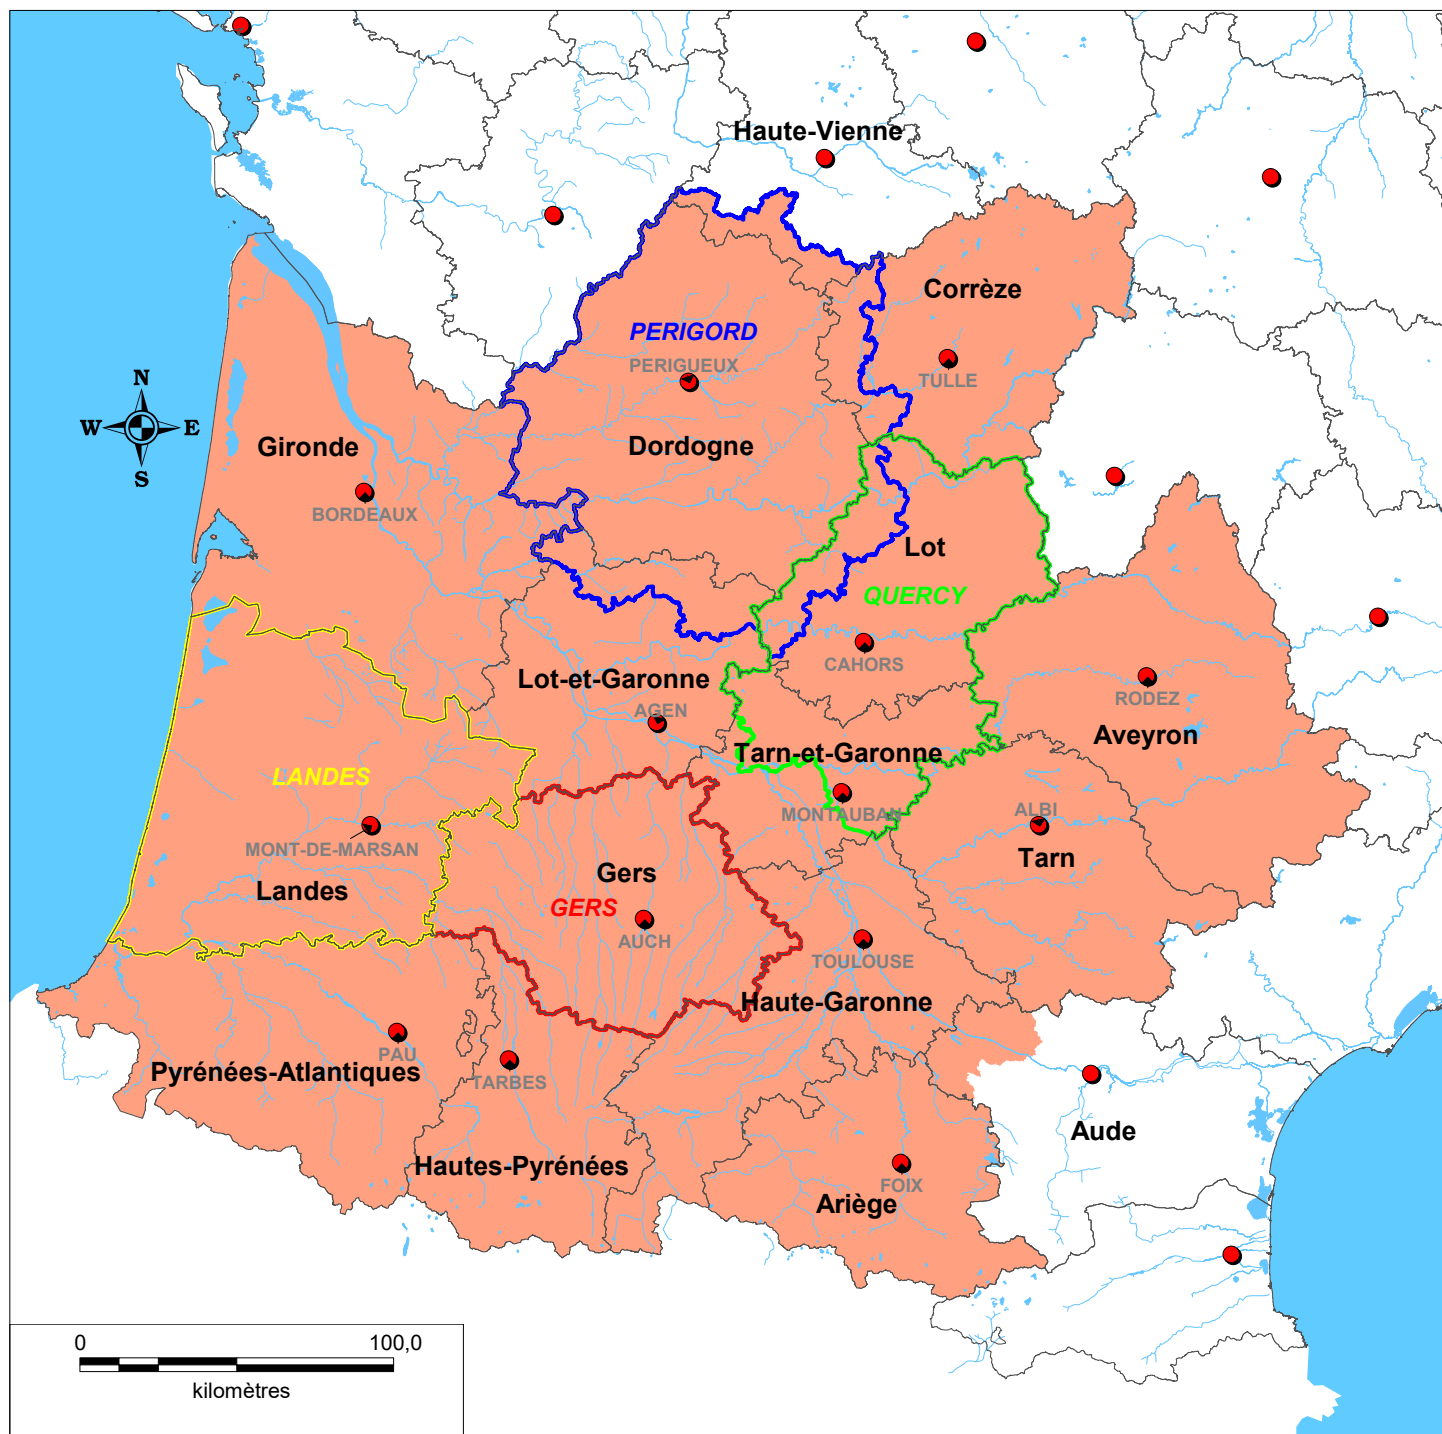 Haute-Vienne
Corrèze
PERIGORD
PERIGUEUX
TULLE
N
W
E
S
Gironde
Dordogne
BORDEAUX
Lot
QUERCY
CAHORS
Lot-et-Garonne
RODEZ
AGEN
Aveyron
Tarn-et-Garonne
LANDES
MONTAUBAN
ALBI
MONT-DE-MARSAN
Tarn
Gers
Landes
GERS
AUCH
TOULOUSE
Haute-Garonne
PAU
Pyrénées-Atlantiques
TARBES
Aude
Hautes-Pyrénées
FOIX
Ariège
0 100,0
kilomètres